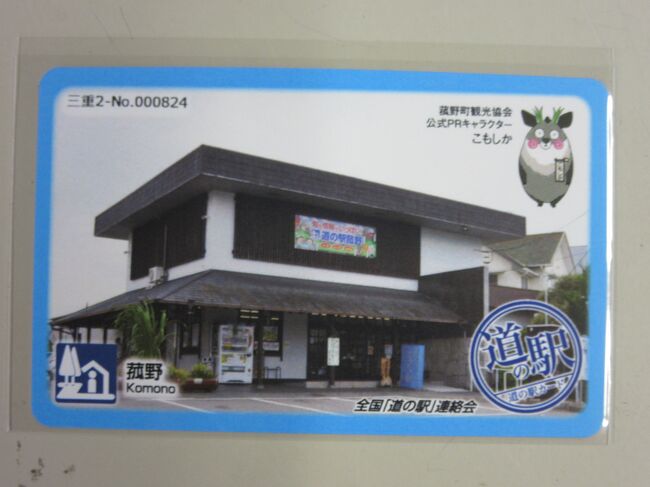 三重2-No.000824
菰野町観光協会
公式PRキャラクター
こもしか
道の駅菰野
道の駅
道の駅カード
菰野
Komono
全国「道の駅」連絡会